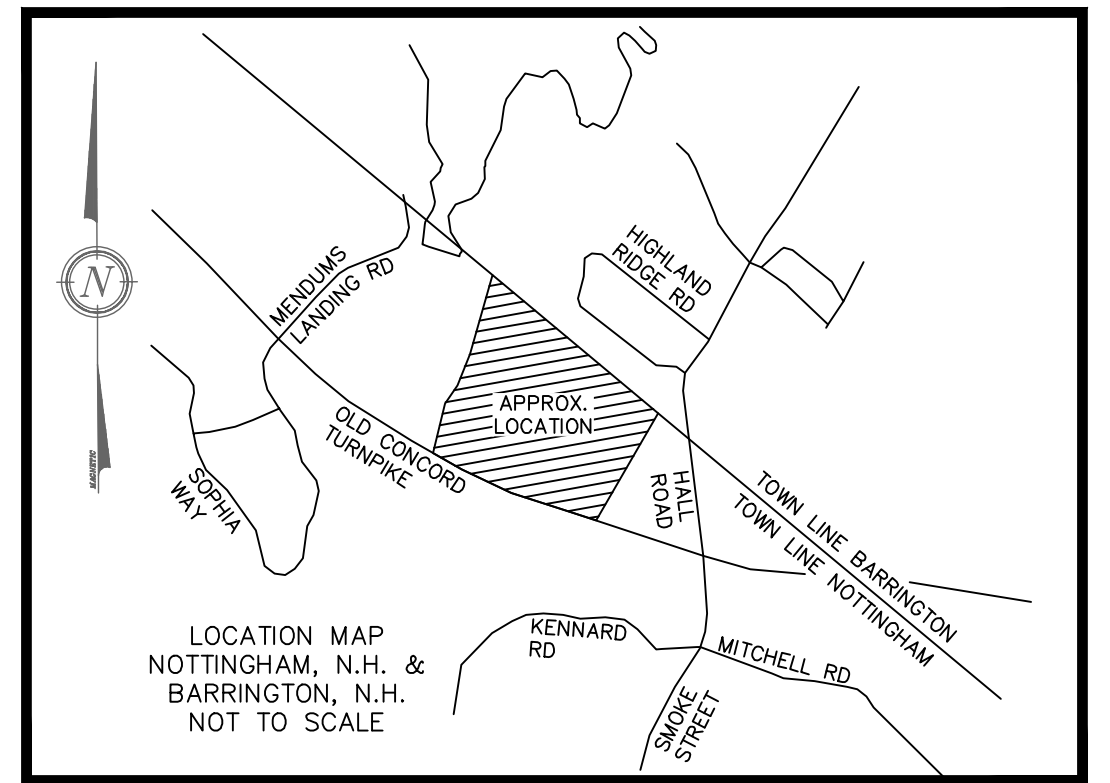 HIGHLAND
RIDGE RD
MENDUMS
LANDING RD
N
MAGNETIC
APPROX.
LOCATION
OLD CONCORD
TURNPIKE
SOPHIA
WAY
HALL
ROAD
TOWN LINE BARRINGTON
TOWN LINE NOTTINGHAM
KENNARD
RD
MITCHELL RD
SMOKE
STREET
LOCATION MAP
NOTTINGHAM, N.H. &
BARRINGTON, N.H.
NOT TO SCALE